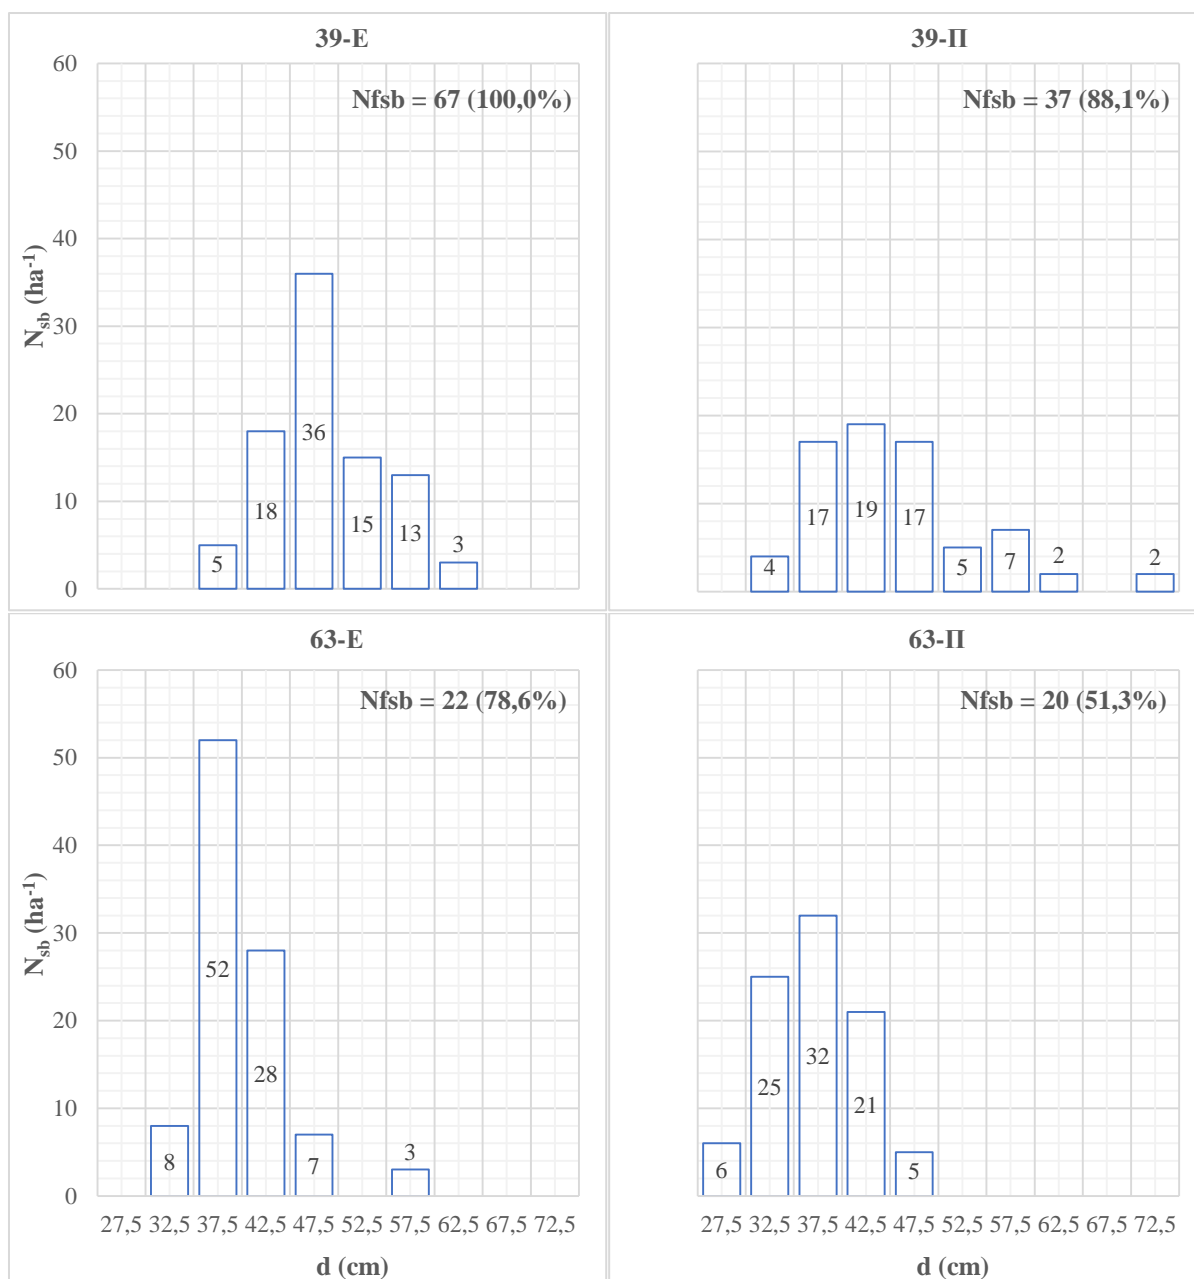 39-E
Nfsb = 67 (100,0%)
60
50
40
30
20
10
0
N_sb (ha⁻¹)
5
18
36
15
13
3
39-П
Nfsb = 37 (88,1%)
4
17
19
17
5
7
2
2
63-E
Nfsb = 22 (78,6%)
60
50
40
30
20
10
0
N_sb (ha⁻¹)
8
52
28
7
3
27,5 32,5 37,5 42,5 47,5 52,5 57,5 62,5 67,5 72,5
d (cm)
63-П
Nfsb = 20 (51,3%)
6
25
32
21
5
27,5 32,5 37,5 42,5 47,5 52,5 57,5 62,5 67,5 72,5
d (cm)